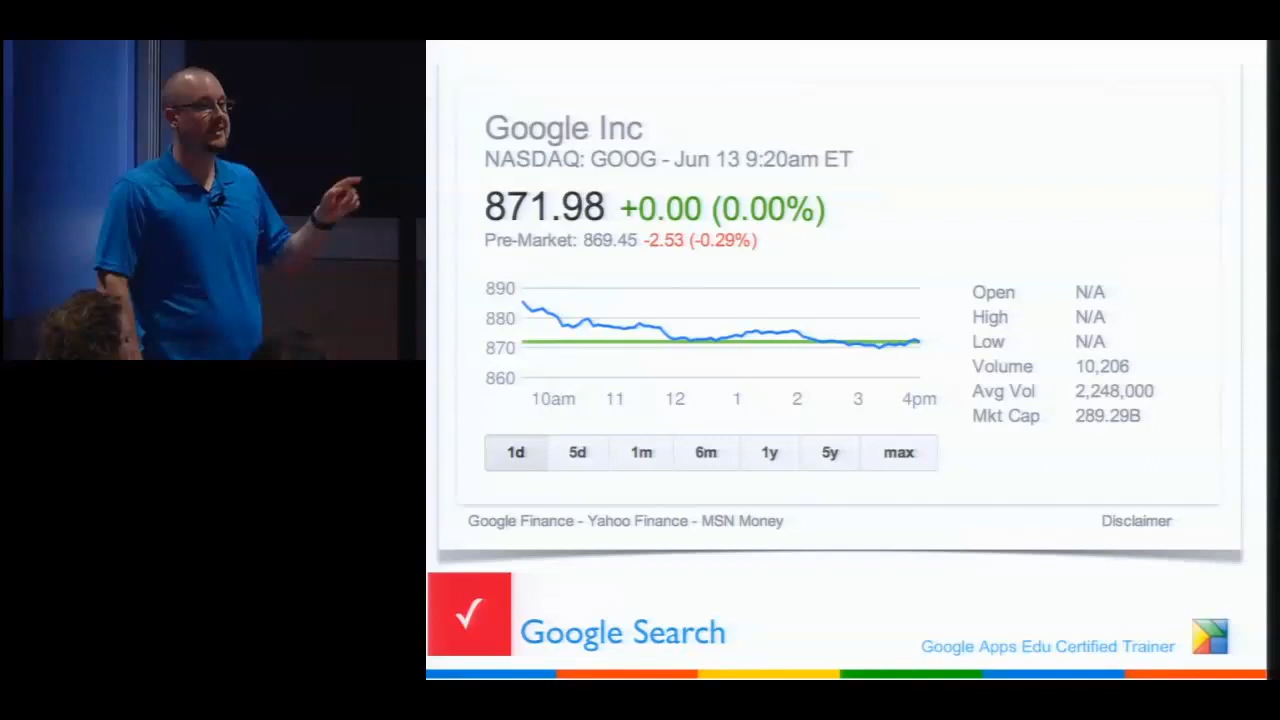 Google Inc
NASDAQ: GOOG - Jun 13 9:20am ET
871.98 +0.00 (0.00%)
Pre-Market: 869.45 -2.53 (-0.29%)
890
880
870
860
10am 11 12 1 2 3 4pm
Open N/A
High N/A
Low N/A
Volume 10,206
Avg Vol 2,248,000
Mkt Cap 289.29B
1d 5d 1m 6m 1y 5y max
Google Finance - Yahoo Finance - MSN Money Disclaimer
Google Search
Google Apps Edu Certified Trainer